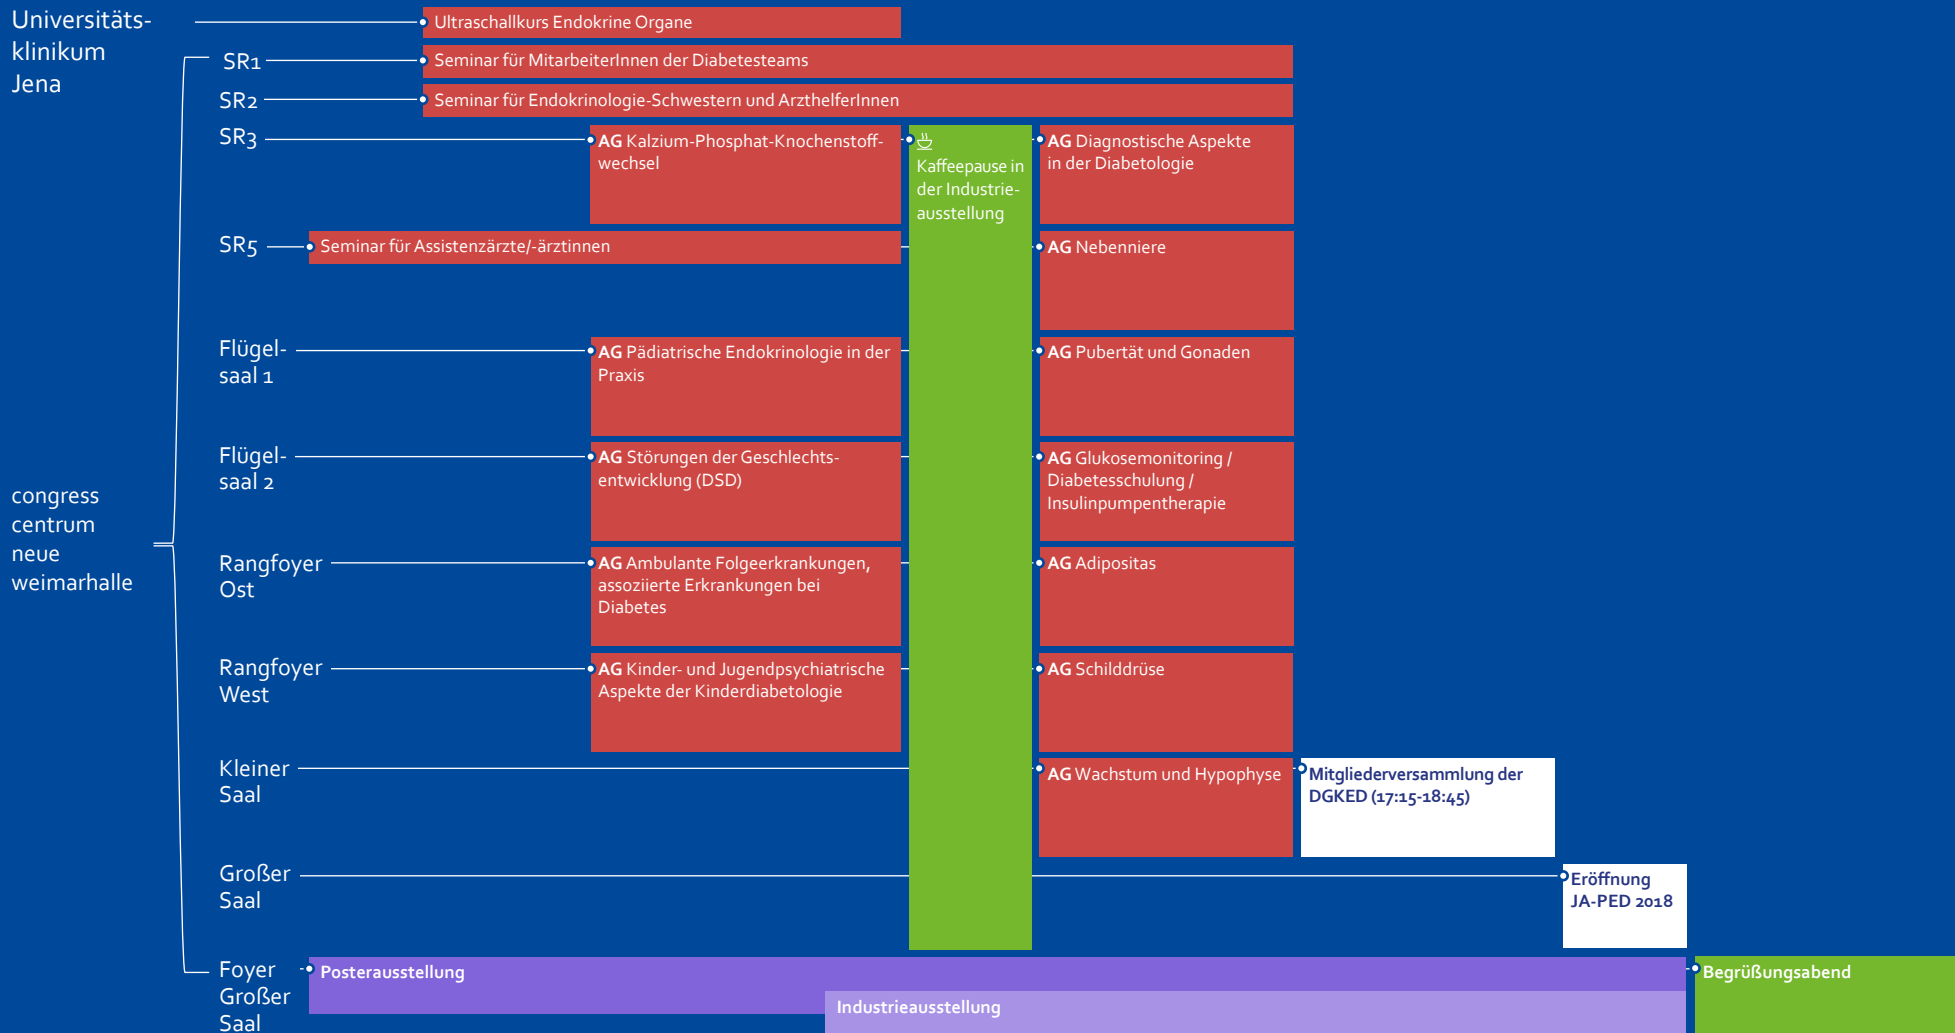 Universitäts-
klinikum
Jena
Ultraschallkurs Endokrine Organe
SR1
Seminar für MitarbeiterInnen der Diabetesteams
SR2
Seminar für Endokrinologie-Schwestern und ArzthelferInnen
SR3
AG Kalzium-Phosphat-Knochenstoff-
wechsel
Kaffeepause in
der Industrie-
ausstellung
AG Diagnostische Aspekte
in der Diabetologie
SR5
Seminar für Assistenzärzte/-ärztinnen
AG Nebenniere
Flügel-
saal 1
AG Pädiatrische Endokrinologie in der
Praxis
AG Pubertät und Gonaden
Flügel-
saal 2
AG Störungen der Geschlechts-
entwicklung (DSD)
AG Glukosemonitoring /
Diabetesschulung /
Insulinpumpentherapie
congress
centrum
neue
weimarhalle
Rangfoyer
Ost
AG Ambulante Folgeerkrankungen,
assoziierte Erkrankungen bei
Diabetes
AG Adipositas
Rangfoyer
West
AG Kinder- und Jugendpsychiatrische
Aspekte der Kinderdiabetologie
AG Schilddrüse
Kleiner
Saal
AG Wachstum und Hypophyse
Mitgliederversammlung der
DGKED (17:15-18:45)
Großer
Saal
Eröffnung
JA-PED 2018
Foyer
Großer
Saal
Posterausstellung
Industrieausstellung
Begrüßungsabend